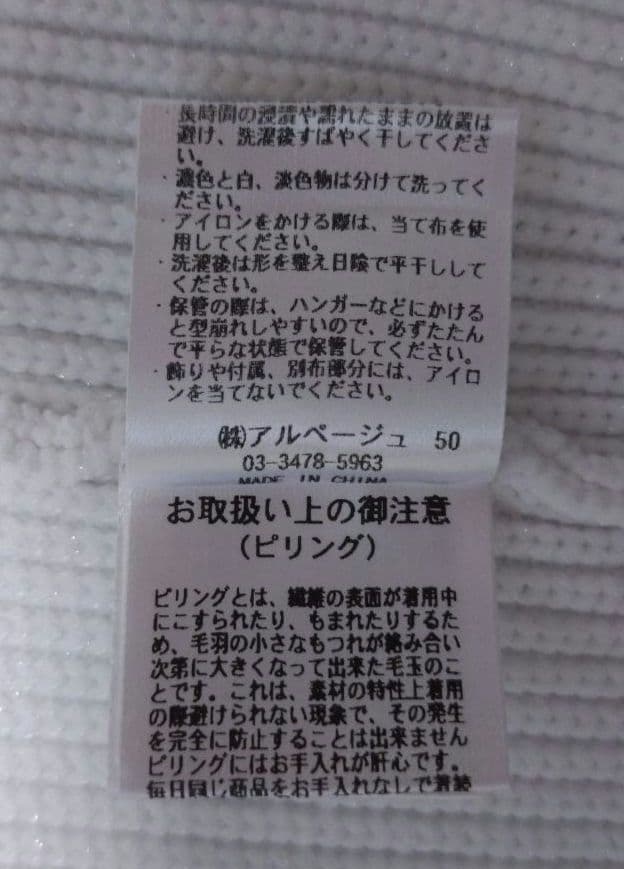 ・長時間の浸漬や濡れたままの放置は
避け、洗濯後すばやく干してくださ
い。
・濃色と白、淡色物は分けて洗ってく
ださい。
・アイロンをかける際は、当て布を使
用してください。
・洗濯後は形を整え日陰で平干しして
ください。
・保管の際は、ハンガーなどにかける
と型崩れしやすいので、必ずたたん
で平らな状態で保管してください。
・飾りや付属、別布部分には、アイロ
ンを当てないでください。
㈱アルページュ 50
03-3478-5963
MADE IN CHINA
お取扱い上の御注意
(ピリング)
ピリングとは、繊維の表面が着用中
にこすられたり、もまれたりするた
め、毛羽の小さなもつれが絡み合い
次第に大きくなって出来た毛玉のこ
とです。これは、素材の特性上着用
の際避けられない現象で、その発生
を完全に防止することは出来ません
ピリングにはお手入れが肝心です。
毎日同じ商品をお手入れなしで着装